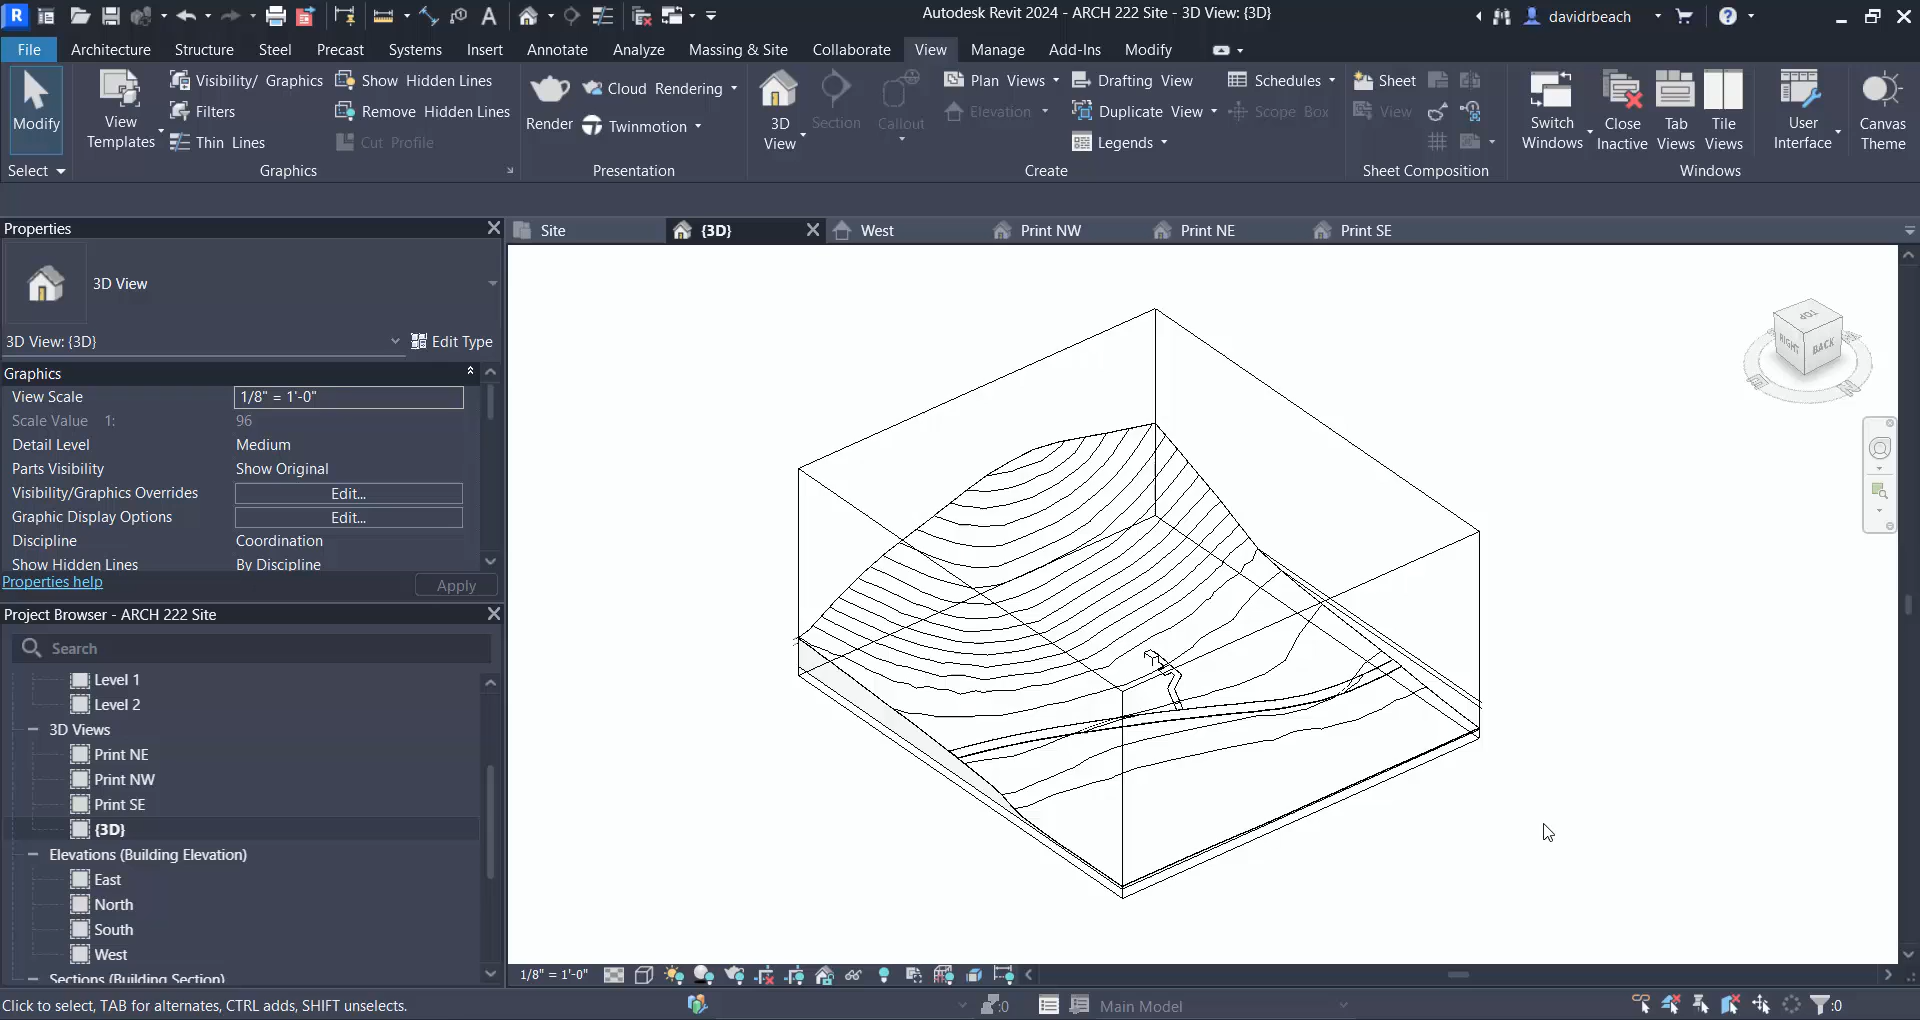 Autodesk Revit 2024 - ARCH 222 Site - 3D View: {3D}
davidrbeach
File
Architecture
Structure
Steel
Precast
Systems
Insert
Annotate
Analyze
Massing & Site
Collaborate
View
Manage
Add-Ins
Modify
Modify
Select
View
Templates
Visibility/ Graphics
Filters
Thin Lines
Show Hidden Lines
Remove Hidden Lines
Cut Profile
Graphics
Render
Cloud Rendering
Twinmotion
Presentation
3D
View
Section
Callout
Plan Views
Elevation
Drafting View
Duplicate View
Legends
Schedules
Scope Box
Create
Sheet
View
Sheet Composition
Switch
Windows
Close
Inactive
Tab
Views
Tile
Views
Windows
User
Interface
Canvas
Theme
Properties
3D View
3D View: {3D}
Edit Type
Graphics
View Scale
1/8" = 1'-0"
Scale Value 1:
96
Detail Level
Medium
Parts Visibility
Show Original
Visibility/Graphics Overrides
Edit...
Graphic Display Options
Edit...
Discipline
Coordination
Show Hidden Lines
By Discipline
Properties help
Apply
Project Browser - ARCH 222 Site
Search
Level 1
Level 2
3D Views
Print NE
Print NW
Print SE
{3D}
Elevations (Building Elevation)
East
North
South
West
Sections (Building Section)
Site
{3D}
West
Print NW
Print NE
Print SE
TOP
RIGHT
BACK
1/8" = 1'-0"
Click to select, TAB for alternates, CTRL adds, SHIFT unselects.
:0
Main Model
:0